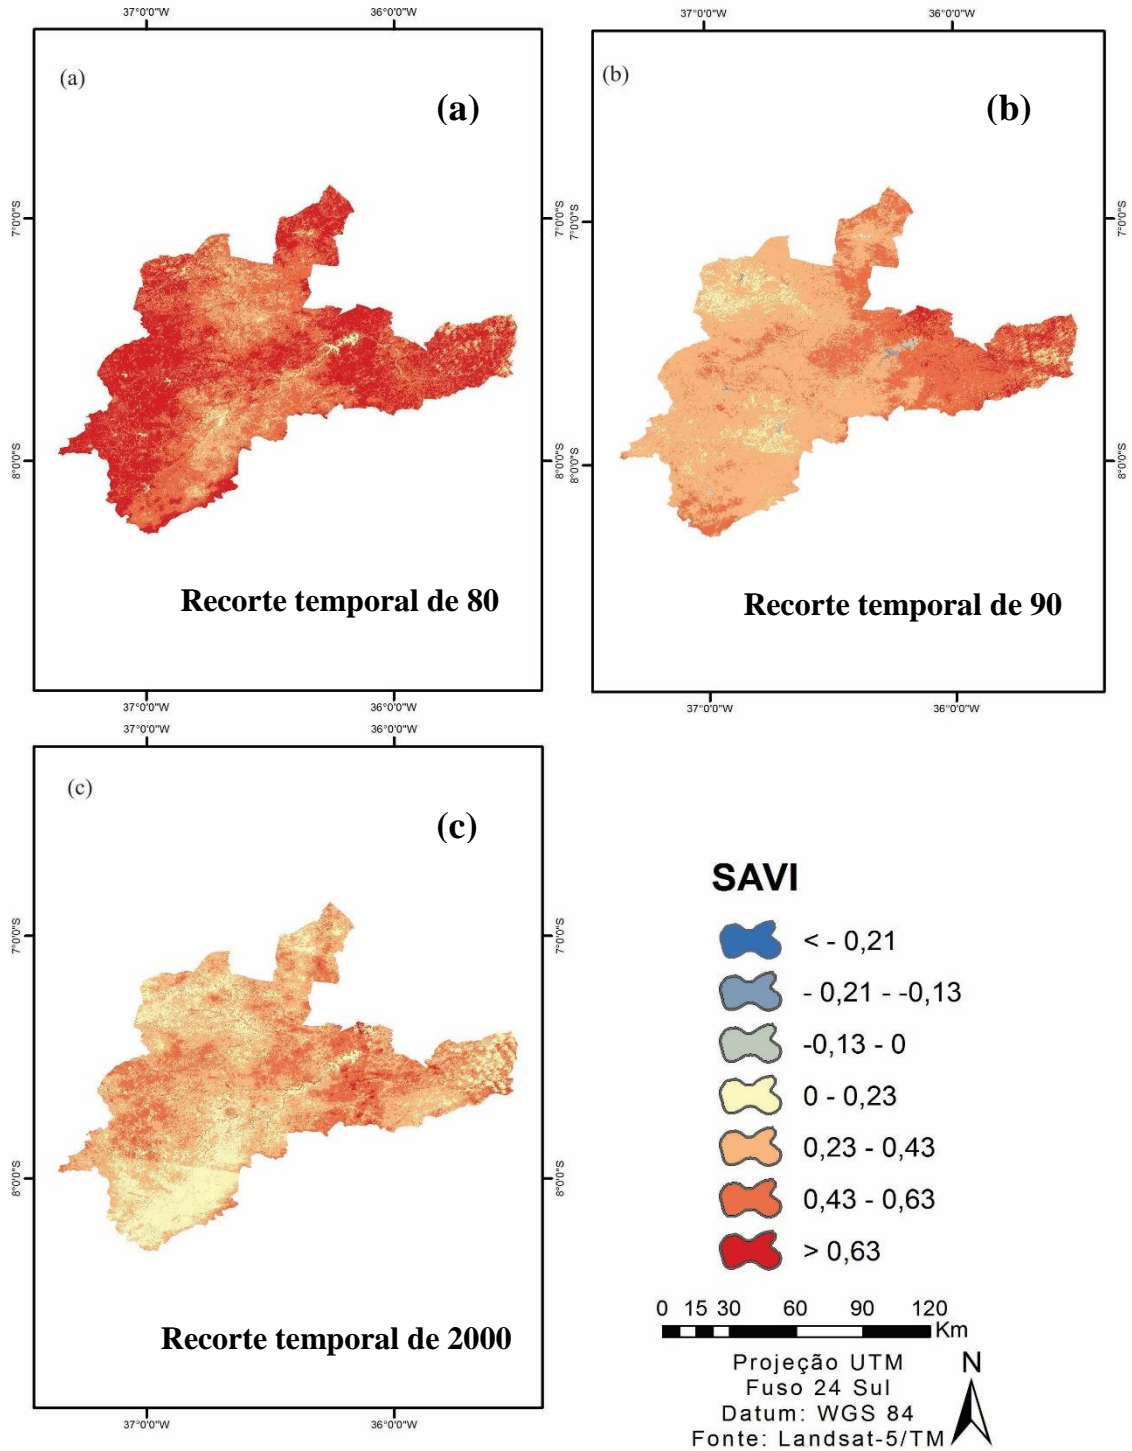 37°0'0"W
36°0'0"W
(a)
(a)
7°0'0"S
7°0'0"S
8°0'0"S
8°0'0"S
Recorte temporal de 80
37°0'0"W
36°0'0"W
37°0'0"W
36°0'0"W
(b)
(b)
7°0'0"S
7°0'0"S
8°0'0"S
8°0'0"S
Recorte temporal de 90
37°0'0"W
36°0'0"W
37°0'0"W
36°0'0"W
(c)
(c)
7°0'0"S
7°0'0"S
8°0'0"S
8°0'0"S
Recorte temporal de 2000
37°0'0"W
36°0'0"W
SAVI
< - 0,21
- 0,21 - -0,13
-0,13 - 0
0 - 0,23
0,23 - 0,43
0,43 - 0,63
> 0,63
0 15 30 60 90 120
Km
Projeção UTM
Fuso 24 Sul
Datum: WGS 84
Fonte: Landsat-5/TM
N